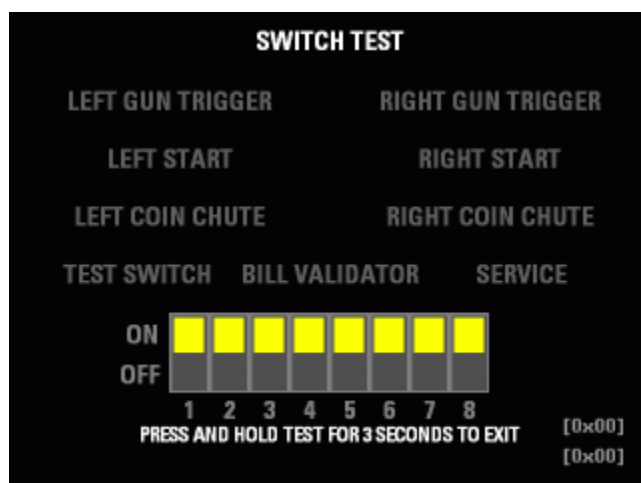 SWITCH TEST
LEFT GUN TRIGGER RIGHT GUN TRIGGER
LEFT START RIGHT START
LEFT COIN CHUTE RIGHT COIN CHUTE
TEST SWITCH BILL VALIDATOR SERVICE
ON
OFF
1 2 3 4 5 6 7 8
PRESS AND HOLD TEST FOR 3 SECONDS TO EXIT [0x00]
[0x00]